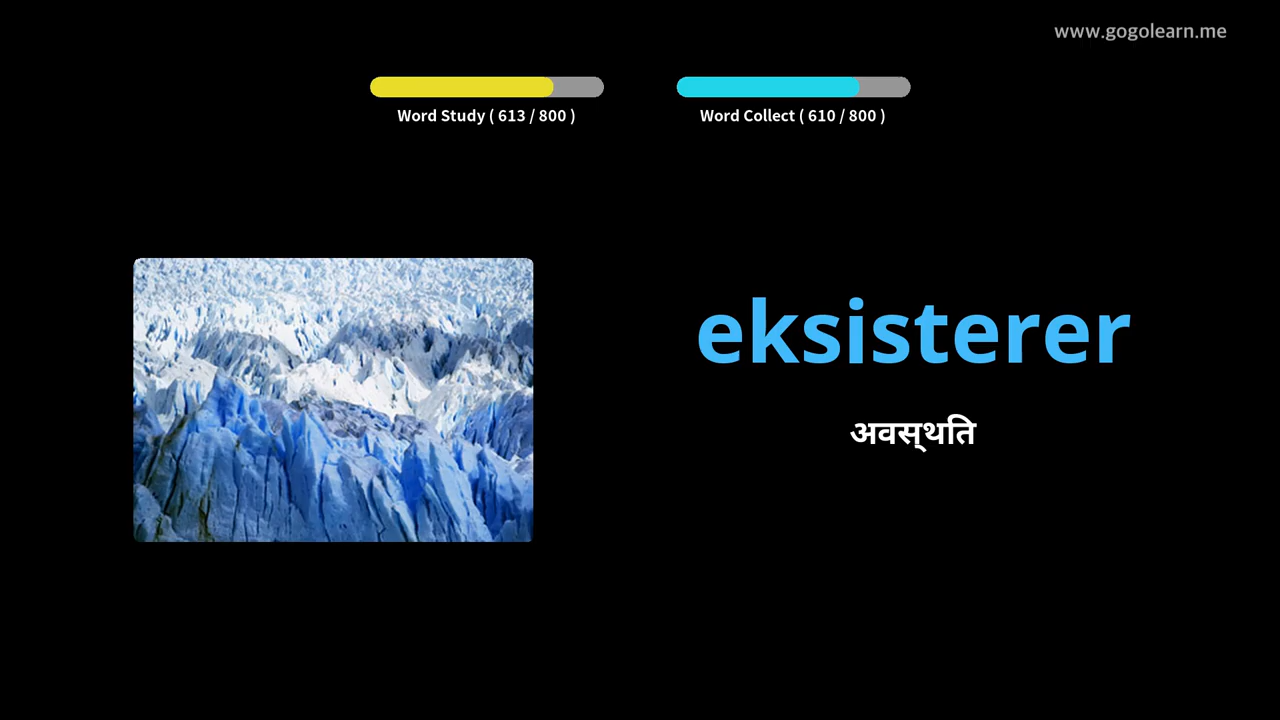 www.gogolearn.me
Word Study ( 613 / 800 )
Word Collect ( 610 / 800 )
eksisterer
अवस्थति